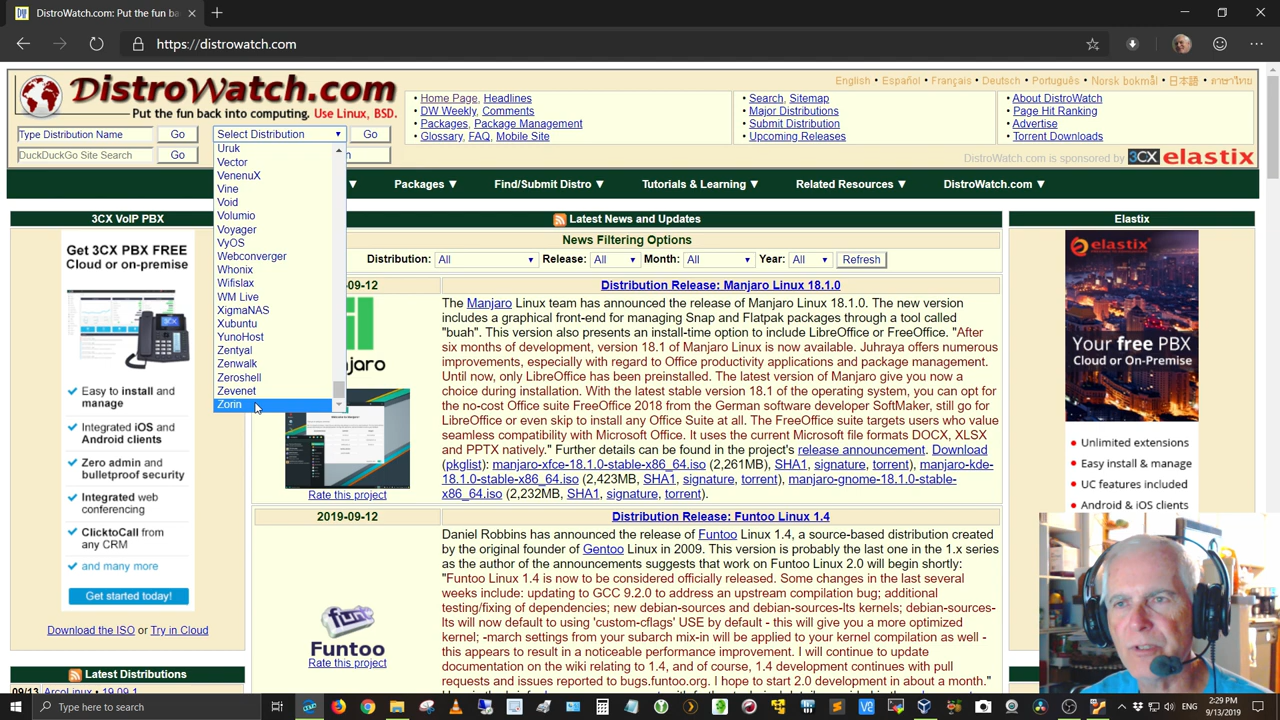 DistroWatch.com: Put the fun bac
https://distrowatch.com
DistroWatch.com
Put the fun back into computing. Use Linux, BSD.
English • Español • Français • Deutsch • Português • Norsk bokmål • 日本語 • ภาษาไทย
• Home Page, Headlines
• DW Weekly, Comments
• Packages, Package Management
• Glossary, FAQ, Mobile Site
• Search, Sitemap
• Major Distributions
• Submit Distribution
• Upcoming Releases
• About DistroWatch
• Page Hit Ranking
• Advertise
• Torrent Downloads
DistroWatch.com is sponsored by 3CX elastix
Type Distribution Name Go Select Distribution Go
DuckDuckGo Site Search Go
Packages Find/Submit Distro Tutorials & Learning Related Resources DistroWatch.com
Uruk
Vector
VenenuX
Vine
Void
Volumio
Voyager
VyOS
Webconverger
Whonix
Wifislax
WM Live
XigmaNAS
Xubuntu
YunoHost
Zentyal
Zenwalk
Zeroshell
Zevenet
Zorin
3CX VoIP PBX
Get 3CX PBX FREE
Cloud or on-premise
Easy to install and
manage
Integrated iOS and
Android clients
Zero admin and
bulletproof security
Integrated web
conferencing
ClicktoCall from
any CRM
and many more
Get started today!
Download the ISO or Try in Cloud
Latest Distributions
09/13 ArcoLinux • 19.09.1
Latest News and Updates
News Filtering Options
Distribution: All Release: All Month: All Year: All Refresh
-09-12 Distribution Release: Manjaro Linux 18.1.0
The Manjaro Linux team has announced the release of Manjaro Linux 18.1.0. The new version
includes a graphical front-end for managing Snap and Flatpak packages through a tool called
"buah". This version also presents an install-time option to include LibreOffice or FreeOffice. "After
six months of development, version 18.1 of Manjaro Linux is now available. Juhraya offers numerous
improvements, especially with regard to Office productivity applications and package management.
Until now, only LibreOffice has been preinstalled. The latest version of Manjaro give you now a
choice during installation. With the latest stable version 18.1 of the operating system, you can opt for
the no-cost Office suite FreeOffice 2018 from the German software developer SoftMaker, still go for
LibreOffice or even skip to install any Office Suite at all. The FreeOffice suite targets users who value
seamless compatibility with Microsoft Office. It uses the current Microsoft file formats DOCX, XLSX
and PPTX natively." Further details can be found in the project's release announcement. Download
(pkglist): manjaro-xfce-18.1.0-stable-x86_64.iso (2,261MB), SHA1, signature, torrent), manjaro-kde-
18.1.0-stable-x86_64.iso (2,423MB, SHA1, signature, torrent), manjaro-gnome-18.1.0-stable-
x86_64.iso (2,232MB, SHA1, signature, torrent).
njaro
Rate this project
2019-09-12 Distribution Release: Funtoo Linux 1.4
Daniel Robbins has announced the release of Funtoo Linux 1.4, a source-based distribution created
by the original founder of Gentoo Linux in 2009. This version is probably the last one in the 1.x series
as the author of the announcements suggests that work on Funtoo Linux 2.0 will begin shortly:
"Funtoo Linux 1.4 is now to be considered officially released. Some changes in the last several
weeks include: updating to GCC 9.2.0 to address an upstream compilation bug; additional
testing/fixing of dependencies; new debian-sources and debian-sources-lts kernels; debian-sources-
lts will now default to using 'custom-cflags' USE by default - this will give you a more optimized
kernel; -march settings from your subarch mix-in will be applied to your kernel compilation as well -
this appears to result in a noticeable performance improvement. I will continue to update
documentation on the wiki relating to 1.4, and of course, 1.4 development continues with pull
requests and issues reported to bugs.funtoo.org. I hope to start 2.0 development in about a month."
fun
Funtoo
Rate this project
Elastix
elastix
Your free PBX
Cloud or On-Premise
• Unlimited extensions
• Easy install & manage
• UC features included
• Android & iOS clients
Type here to search
ENG
2:29 PM
9/13/2019